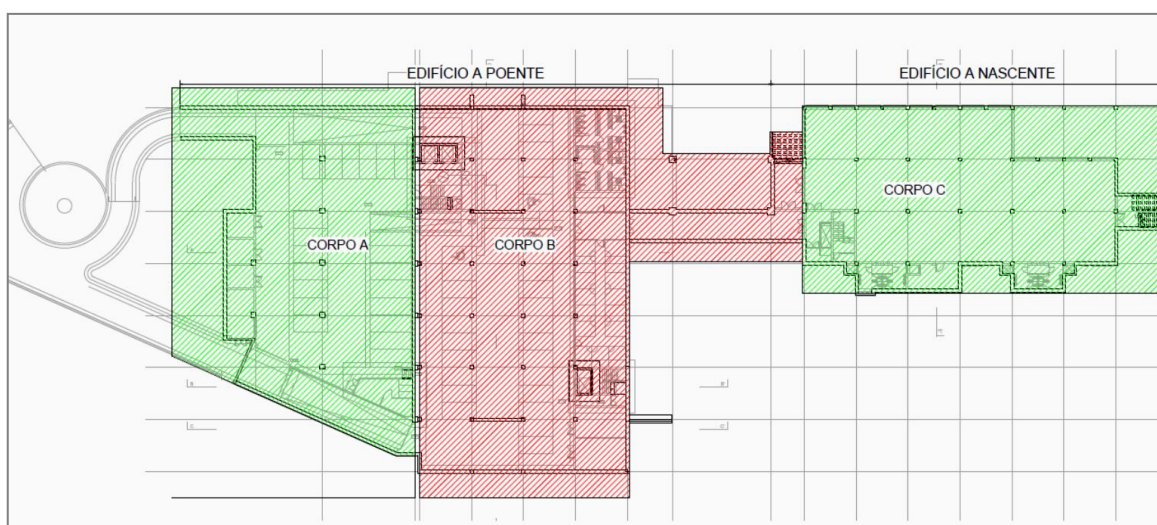 EDIFÍCIO A POENTE
EDIFÍCIO A NASCENTE
CORPO A
CORPO B
CORPO C